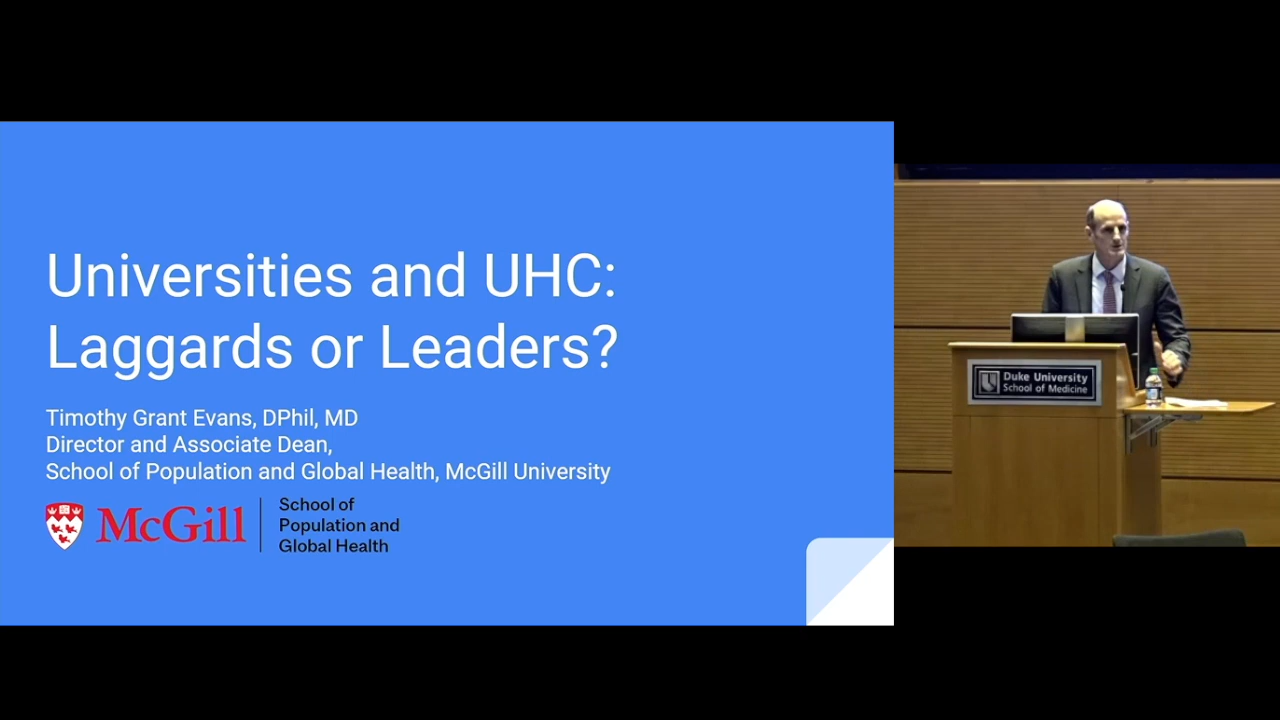 Universities and UHC:
Laggards or Leaders?
Timothy Grant Evans, DPhil, MD
Director and Associate Dean,
School of Population and Global Health, McGill University
McGill
School of
Population and
Global Health
Duke University
School of Medicine